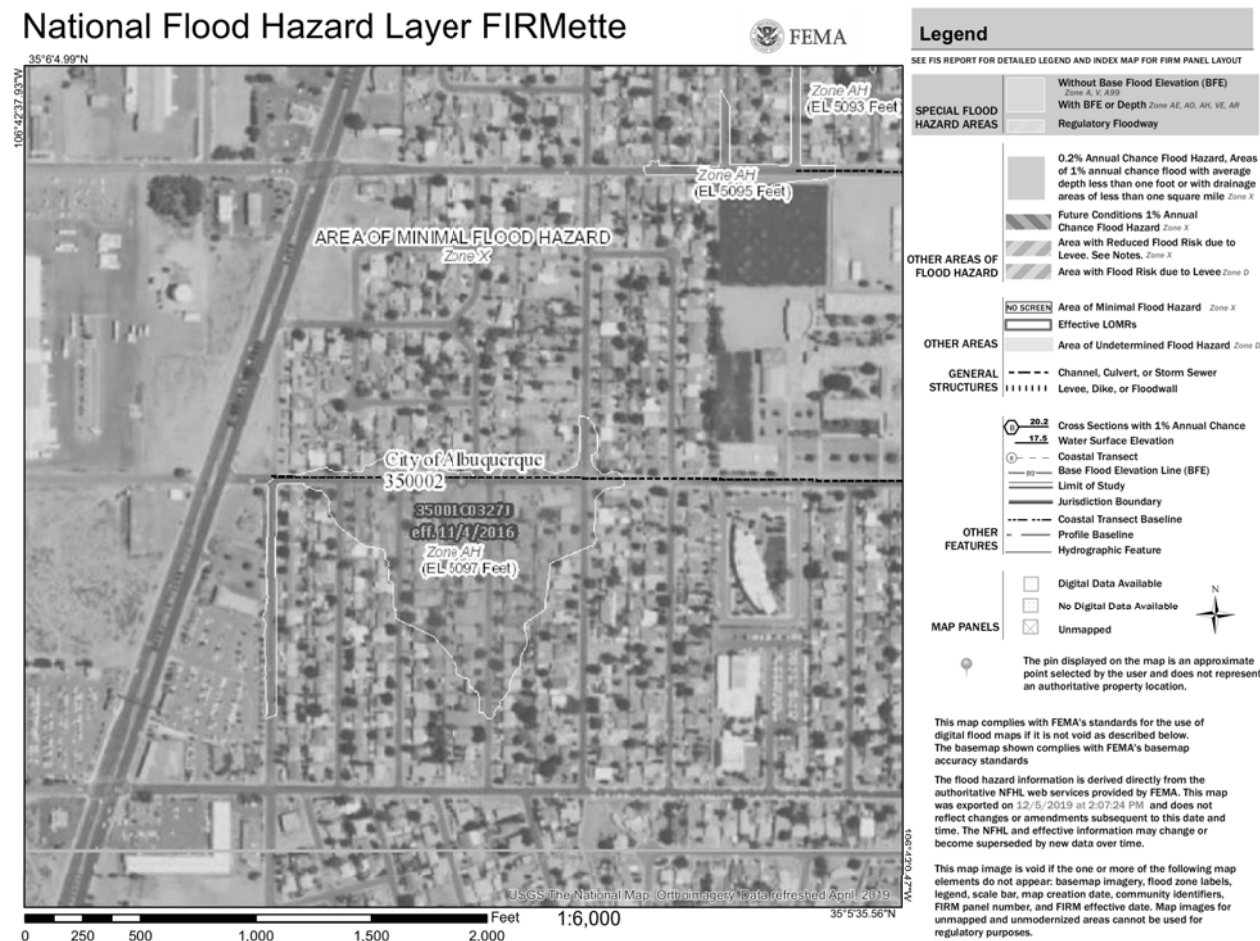 National Flood Hazard Layer FIRMette
FEMA
35°6'4.99"N
106°42'37.93"W
Zone AH
(EL 5093 Feet)
Zone AH
(EL 5095 Feet)
AREA OF MINIMAL FLOOD HAZARD
Zone X
City of Albuquerque
350002
35001C0327J
eff. 11/4/2016
Zone AH
(EL 5097 Feet)
USGS The National Map: Orthoimagery. Data refreshed April, 2019.
106°42'0.47"W
35°5'35.56"N
Feet
1:6,000
0 250 500 1,000 1,500 2,000
Legend
SEE FIS REPORT FOR DETAILED LEGEND AND INDEX MAP FOR FIRM PANEL LAYOUT
SPECIAL FLOOD
HAZARD AREAS
Without Base Flood Elevation (BFE)
Zone A, V, A99
With BFE or Depth Zone AE, AO, AH, VE, AR
Regulatory Floodway
OTHER AREAS OF
FLOOD HAZARD
0.2% Annual Chance Flood Hazard, Areas
of 1% annual chance flood with average
depth less than one foot or with drainage
areas of less than one square mile Zone X
Future Conditions 1% Annual
Chance Flood Hazard Zone X
Area with Reduced Flood Risk due to
Levee. See Notes. Zone X
Area with Flood Risk due to Levee Zone D
OTHER AREAS
NO SCREEN Area of Minimal Flood Hazard Zone X
Effective LOMRs
Area of Undetermined Flood Hazard Zone D
GENERAL
STRUCTURES
Channel, Culvert, or Storm Sewer
Levee, Dike, or Floodwall
OTHER
FEATURES
B 20.2 Cross Sections with 1% Annual Chance
17.5 Water Surface Elevation
8 Coastal Transect
513 Base Flood Elevation Line (BFE)
Limit of Study
Jurisdiction Boundary
Coastal Transect Baseline
Profile Baseline
Hydrographic Feature
MAP PANELS
Digital Data Available
No Digital Data Available
Unmapped
N
The pin displayed on the map is an approximate
point selected by the user and does not represent
an authoritative property location.
This map complies with FEMA's standards for the use of
digital flood maps if it is not void as described below.
The basemap shown complies with FEMA's basemap
accuracy standards
The flood hazard information is derived directly from the
authoritative NFHL web services provided by FEMA. This map
was exported on 12/5/2019 at 2:07:24 PM and does not
reflect changes or amendments subsequent to this date and
time. The NFHL and effective information may change or
become superseded by new data over time.
This map image is void if the one or more of the following map
elements do not appear: basemap imagery, flood zone labels,
legend, scale bar, map creation date, community identifiers,
FIRM panel number, and FIRM effective date. Map images for
unmapped and unmodernized areas cannot be used for
regulatory purposes.